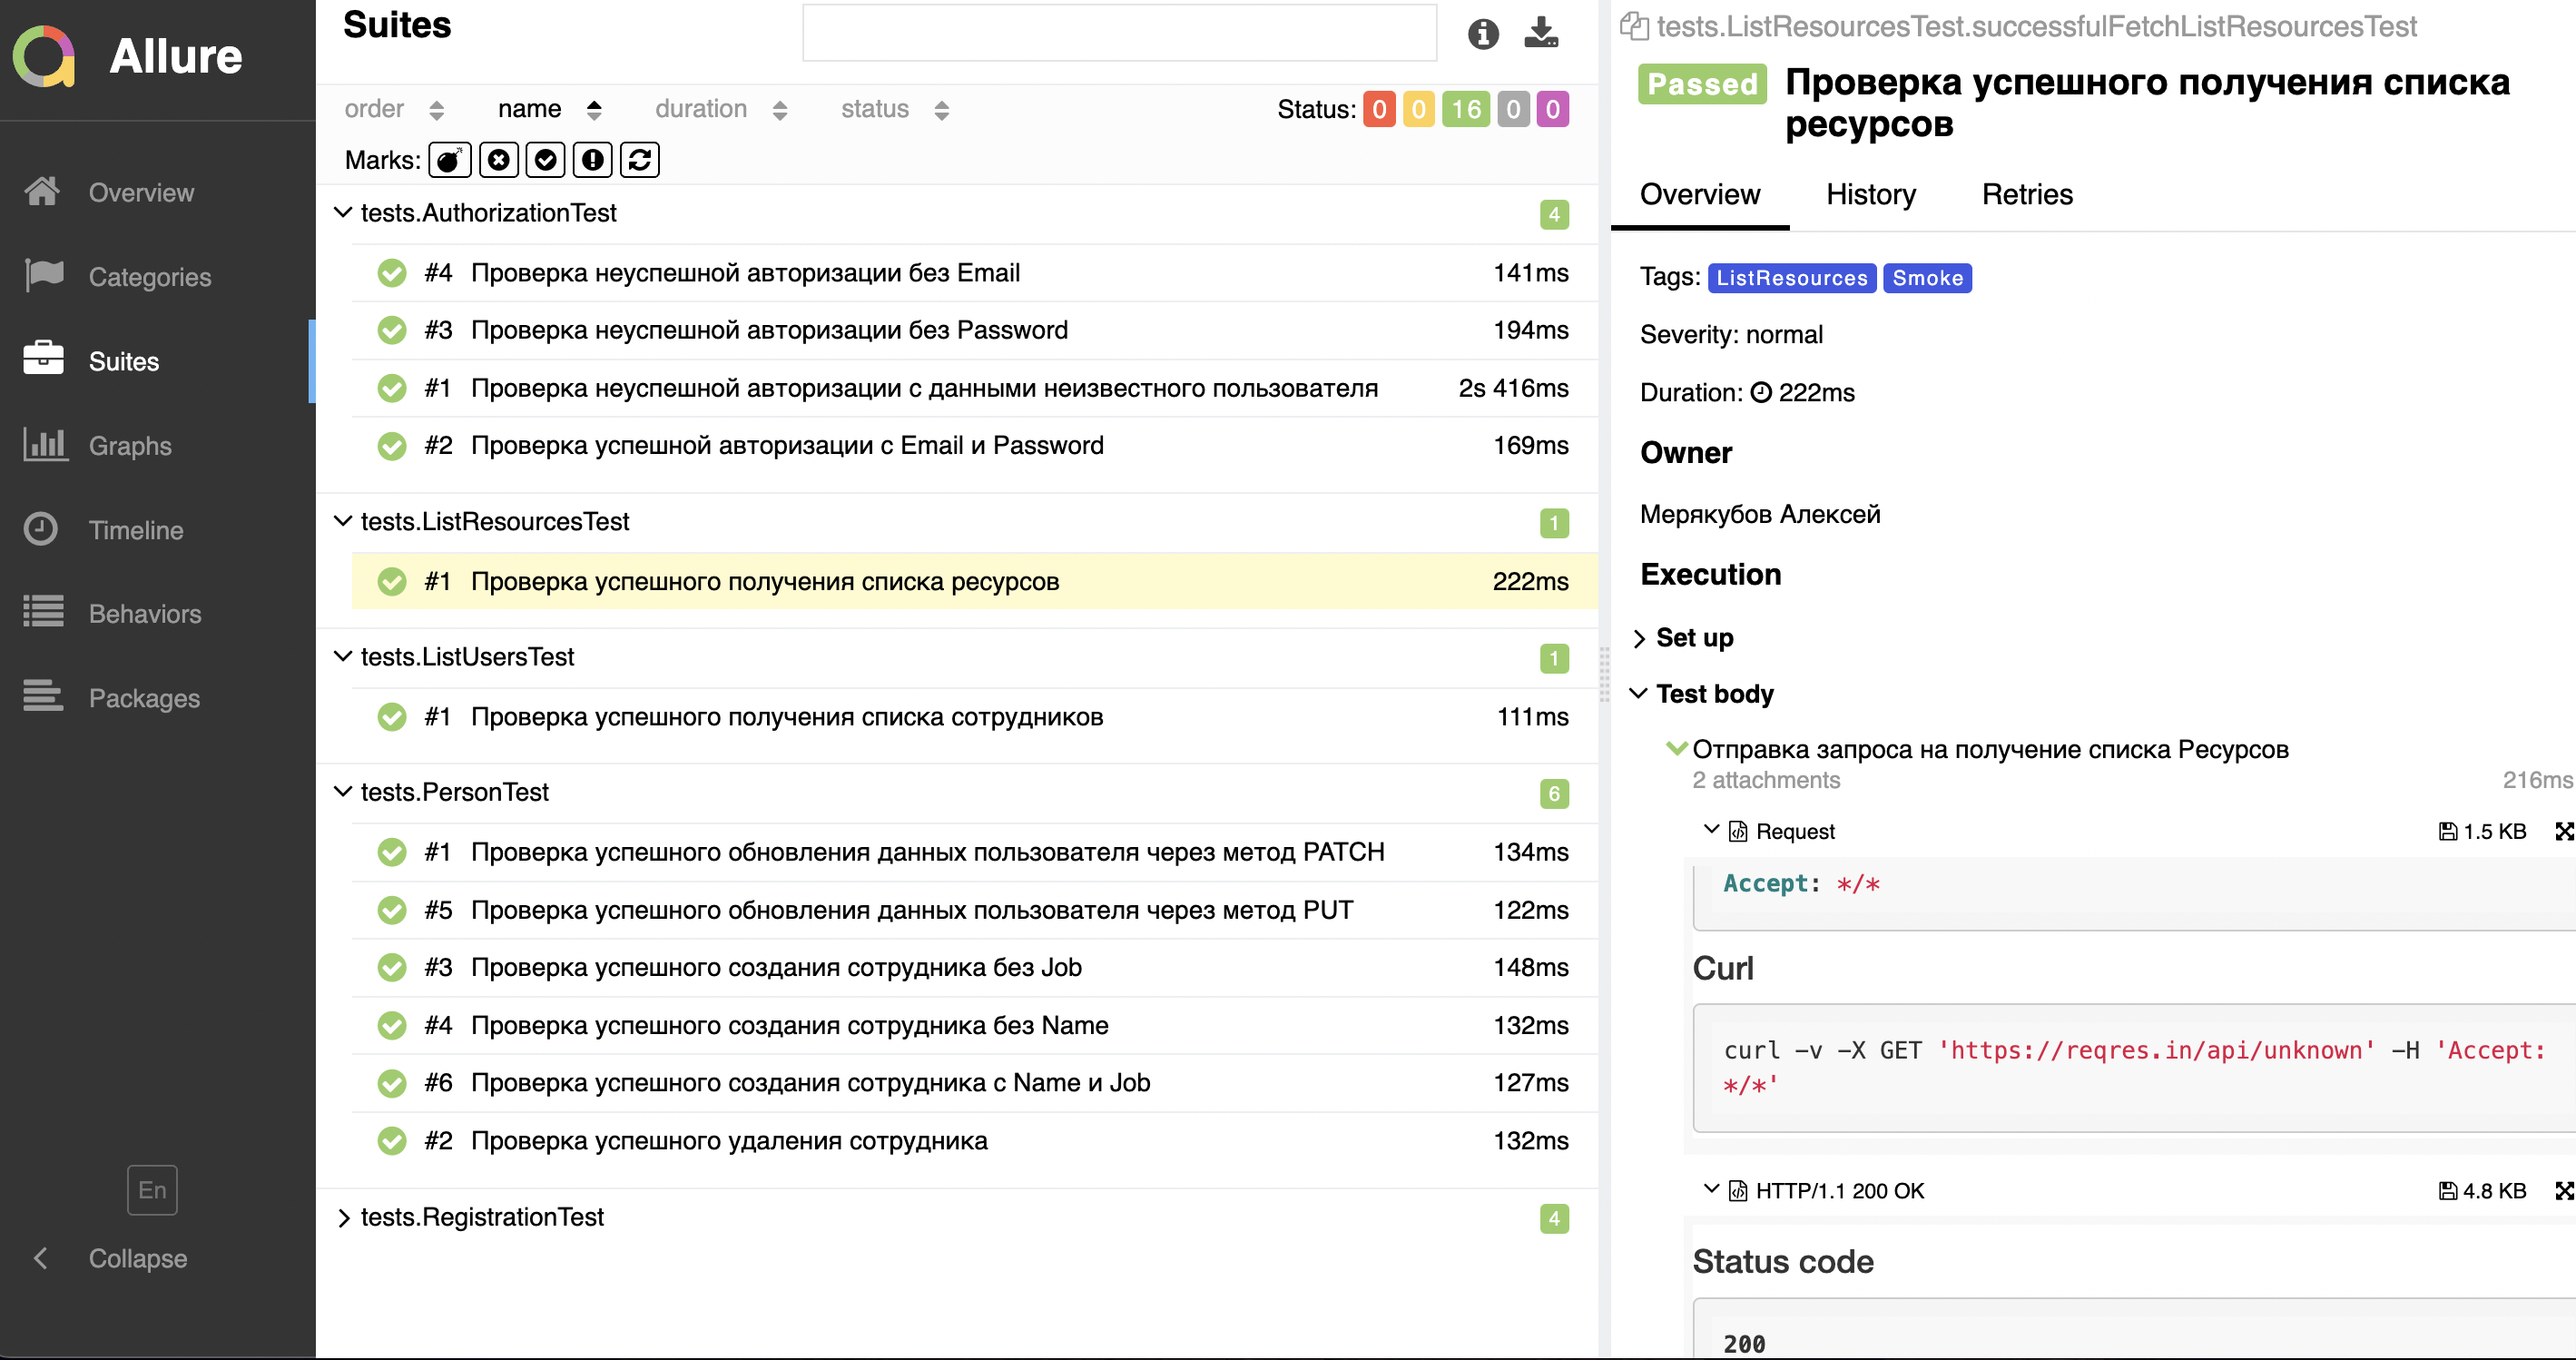 Allure
Overview
Categories
Suites
Graphs
Timeline
Behaviors
Packages
En
Collapse
Suites
order name duration status Status: 0 0 16 0 0
Marks:
tests.AuthorizationTest 4
#4 Проверка неуспешной авторизации без Email 141ms
#3 Проверка неуспешной авторизации без Password 194ms
#1 Проверка неуспешной авторизации с данными неизвестного пользователя 2s 416ms
#2 Проверка успешной авторизации с Email и Password 169ms
tests.ListResourcesTest 1
#1 Проверка успешного получения списка ресурсов 222ms
tests.ListUsersTest 1
#1 Проверка успешного получения списка сотрудников 111ms
tests.PersonTest 6
#1 Проверка успешного обновления данных пользователя через метод PATCH 134ms
#5 Проверка успешного обновления данных пользователя через метод PUT 122ms
#3 Проверка успешного создания сотрудника без Job 148ms
#4 Проверка успешного создания сотрудника без Name 132ms
#6 Проверка успешного создания сотрудника с Name и Job 127ms
#2 Проверка успешного удаления сотрудника 132ms
tests.RegistrationTest 4
tests.ListResourcesTest.successfulFetchListResourcesTest
Passed Проверка успешного получения списка
ресурсов
Overview History Retries
Tags: ListResources Smoke
Severity: normal
Duration: 222ms
Owner
Мерякубов Алексей
Execution
Set up
Test body
Отправка запроса на получение списка Ресурсов
2 attachments 216ms
Request 1.5 KB
Accept: */*
Curl
curl -v -X GET 'https://reqres.in/api/unknown' -H 'Accept:
*/*'
HTTP/1.1 200 OK 4.8 KB
Status code
200